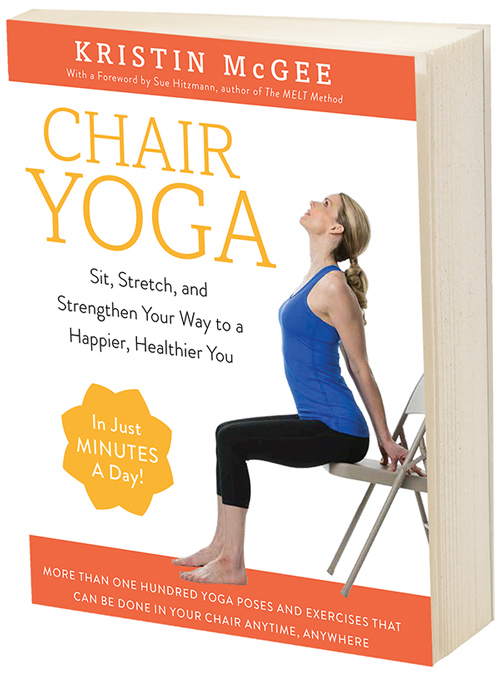 KRISTIN McGEE
With a Foreword by Sue Hitzmann, author of The MELT Method
CHAIR
YOGA
Sit, Stretch, and
Strengthen Your Way to a
Happier, Healthier You
In Just
MINUTES
A Day!
MORE THAN ONE HUNDRED YOGA POSES AND EXERCISES THAT
CAN BE DONE IN YOUR CHAIR ANYTIME, ANYWHERE